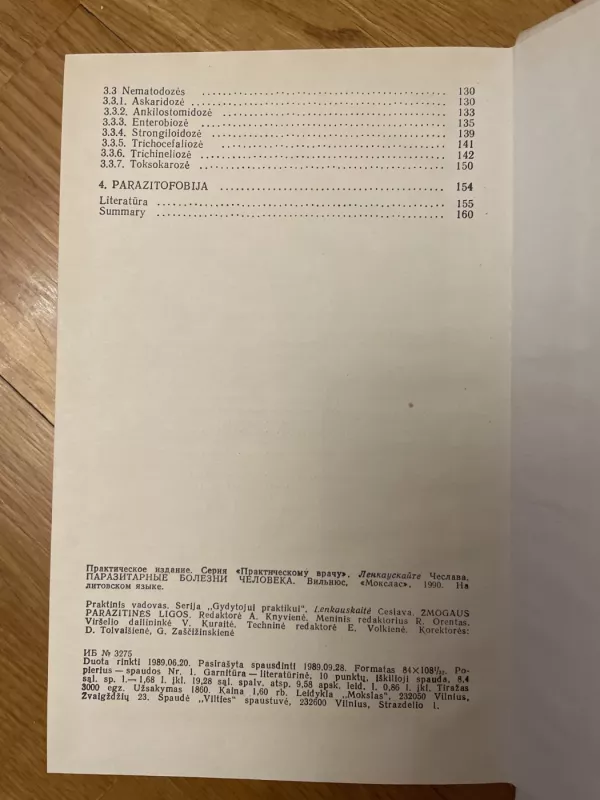 3.3 Nematodozės ........ 130
3.3.1. Askaridozė ........ 130
3.3.2. Ankilostomidozė ........ 133
3.3.3. Enterobiozė ........ 135
3.3.4. Strongiloidozė ........ 139
3.3.5. Trichocefaliozė ........ 141
3.3.6. Trichineliozė ........ 142
3.3.7. Toksokarozė ........ 150
4. PARAZITOFOBIJA ........ 154
Literatūra ........ 155
Summary ........ 160
Практическое издание. Серия «Практическому врачу». Ленкаускайте Чеслава.
ПАРАЗИТАРНЫЕ БОЛЕЗНИ ЧЕЛОВЕКА. Вильнюс, «Мокслас», 1990. На
литовском языке.
Praktinis vadovas. Serija „Gydytojui praktikui“. Lenkauskaitė Česlava. ŽMOGAUS
PARAZITINĖS LIGOS. Redaktorė A. Knyvienė. Meninis redaktorius R. Orentas.
Viršelio dailininkė V. Kuraitė. Techninė redaktorė E. Volkienė. Korektorės:
D. Tolvaišienė, G. Zaščižinskienė
ИБ № 3275
Duota rinkti 1989.06.20. Pasirašyta spausdinti 1989.09.28. Formatas 84×108¹/₃₂. Po-
pierius — spaudos Nr. 1. Garnitūra — literatūrinė, 10 punktų, iškilioji spauda. 8,4
sąl. sp. l.—1,68 l. įkl. 19,28 sąl. spalv. atsp. 9,58 apsk. leid. l. 0,86 l. įkl. Tiražas
3000 egz. Užsakymas 1860. Kaina 1,60 rb. Leidykla „Mokslas“, 232050 Vilnius,
Žvaigždžių 23. Spaudė „Vilties“ spaustuvė, 232600 Vilnius, Strazdelio 1.